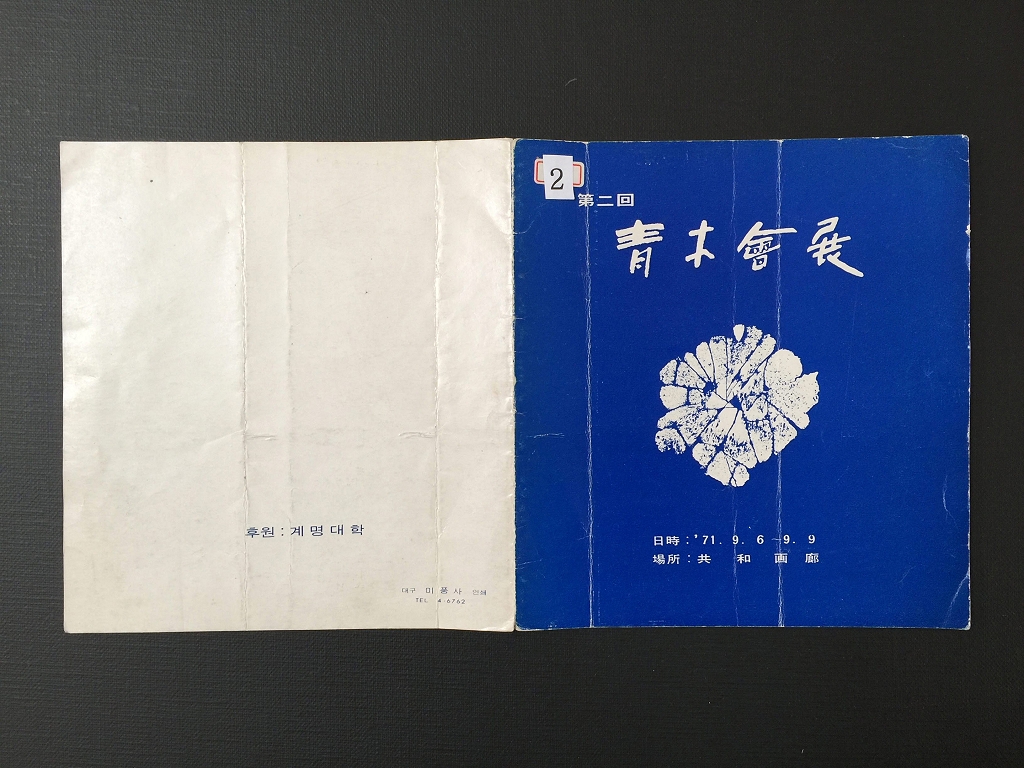 2
第二回
青木會展
日時 : '71. 9. 6 - 9. 9
場所 : 共 和 画 廊
후원 : 계명대학
대구 미풍사 인쇄
TEL 4-6762